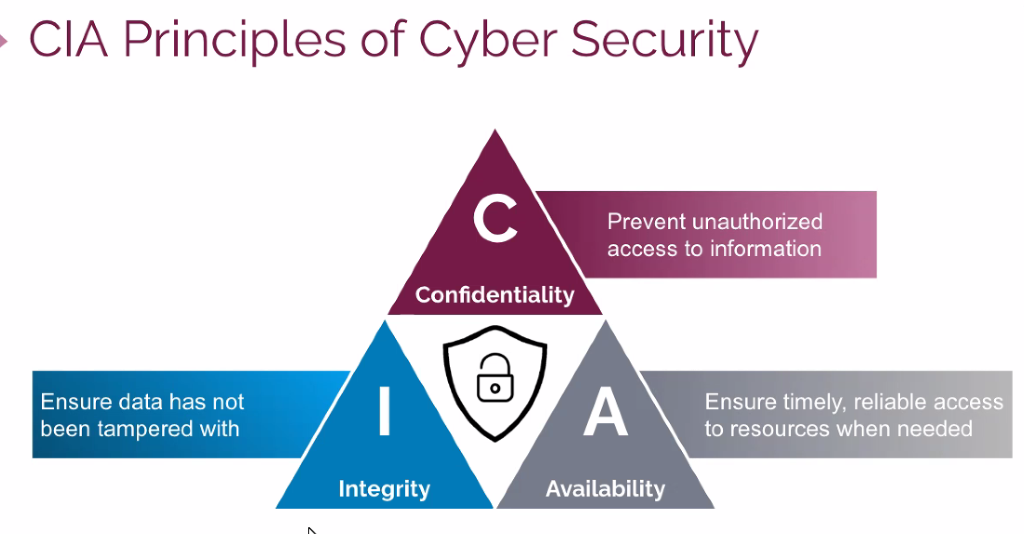 CIA Principles of Cyber Security
C
Confidentiality
Prevent unauthorized
access to information
Ensure data has not
been tampered with
I
Integrity
A
Availability
Ensure timely, reliable access
to resources when needed